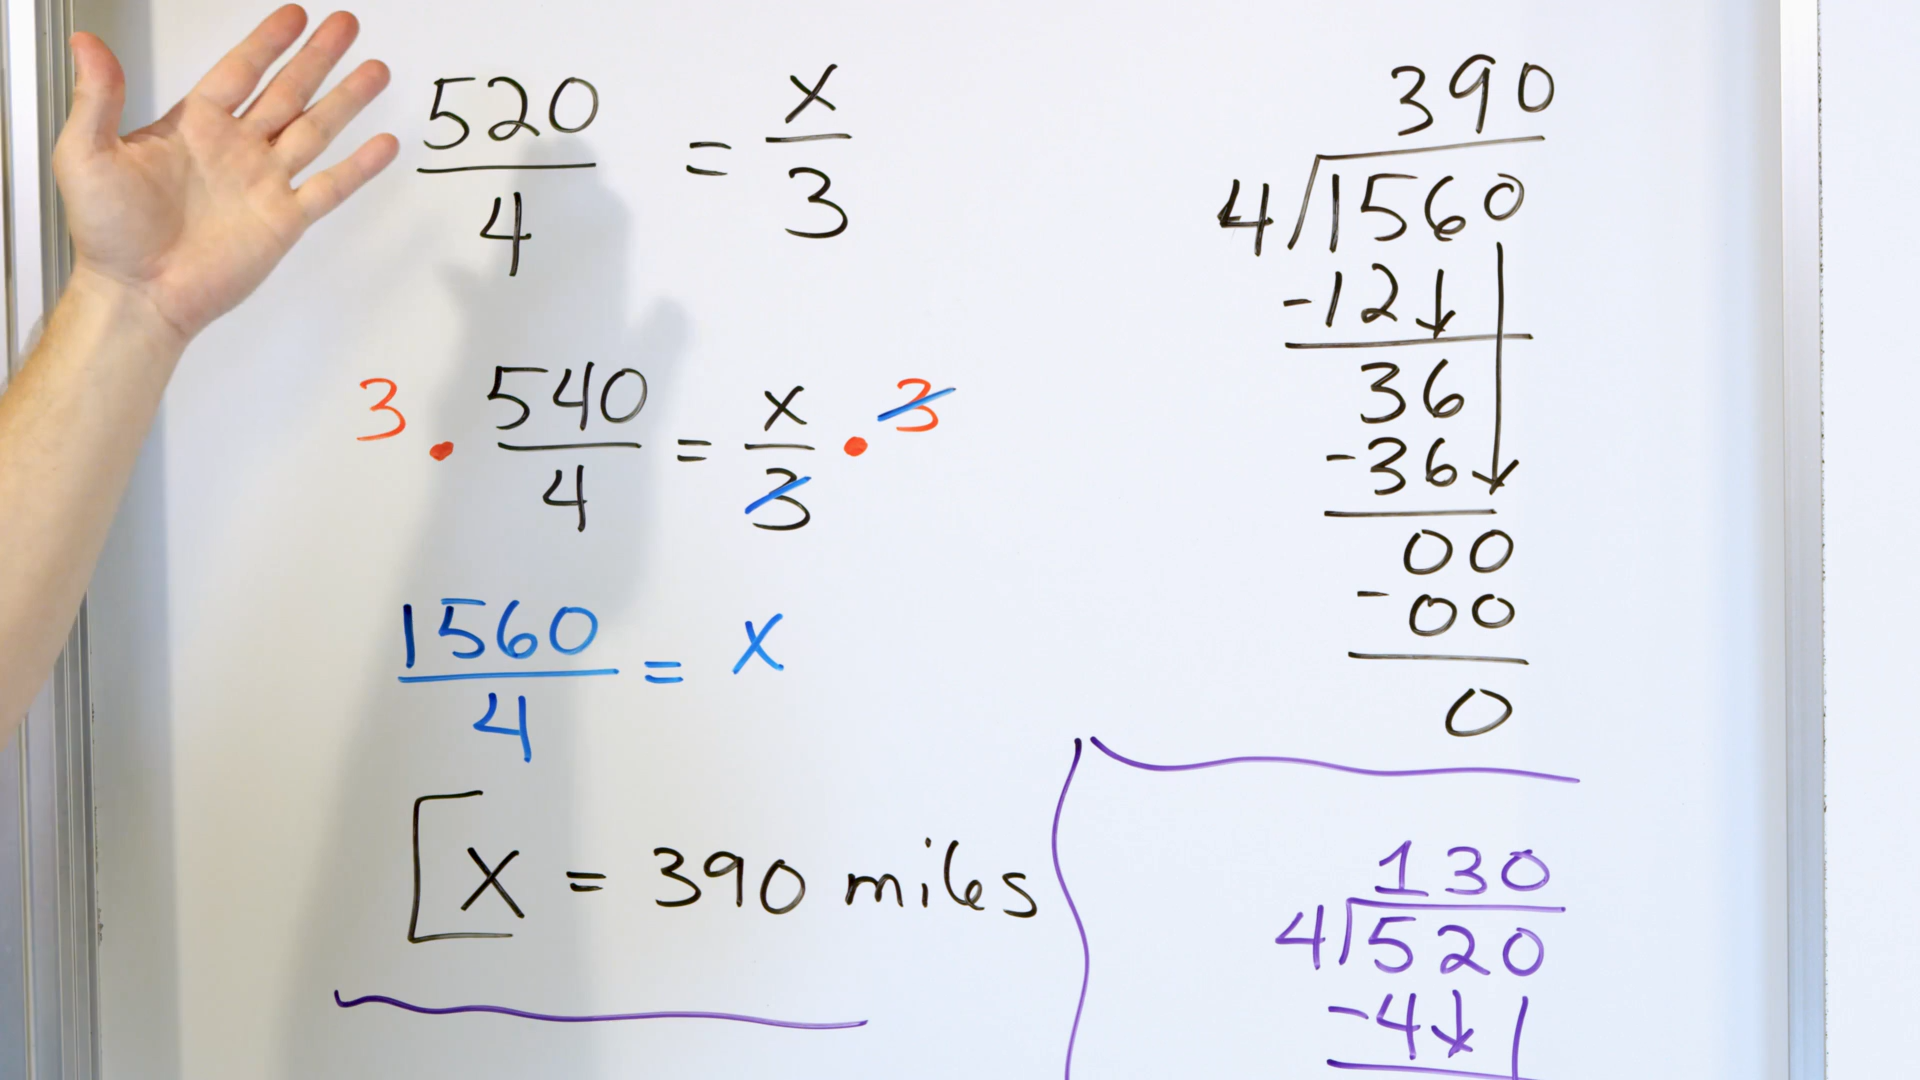 520/4 = x/3
3 · 540/4 = x/3 · 3
1560/4 = x
x = 390 miles
390
4)1560
-12↓
36
-36↓
00
-00
0
130
4)520
-4↓